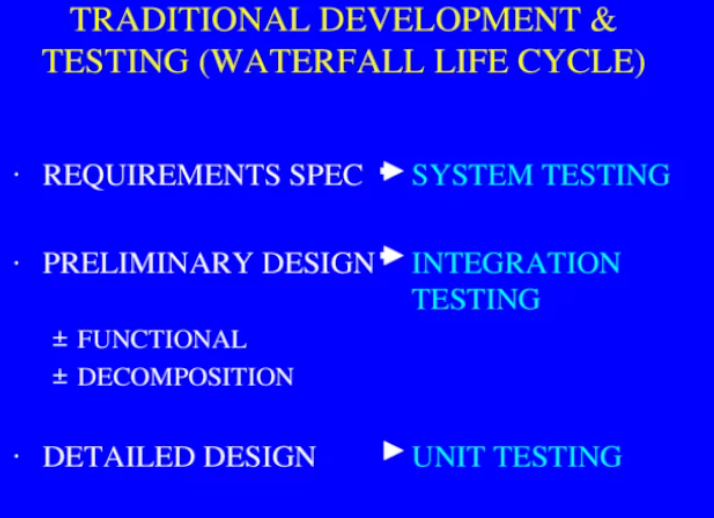 TRADITIONAL DEVELOPMENT &
TESTING (WATERFALL LIFE CYCLE)
· REQUIREMENTS SPEC ► SYSTEM TESTING
· PRELIMINARY DESIGN ► INTEGRATION
TESTING
± FUNCTIONAL
± DECOMPOSITION
· DETAILED DESIGN ► UNIT TESTING